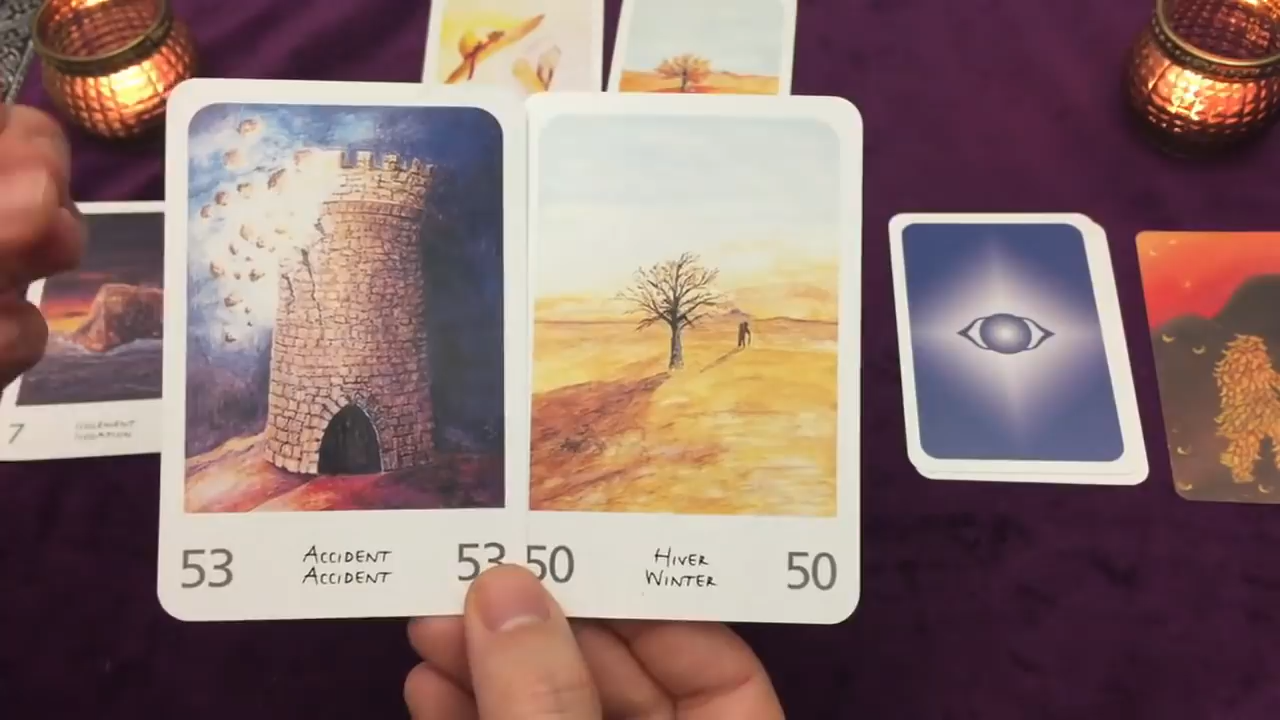 53 ACCIDENT 53
ACCIDENT
50 HIVER 50
WINTER
7